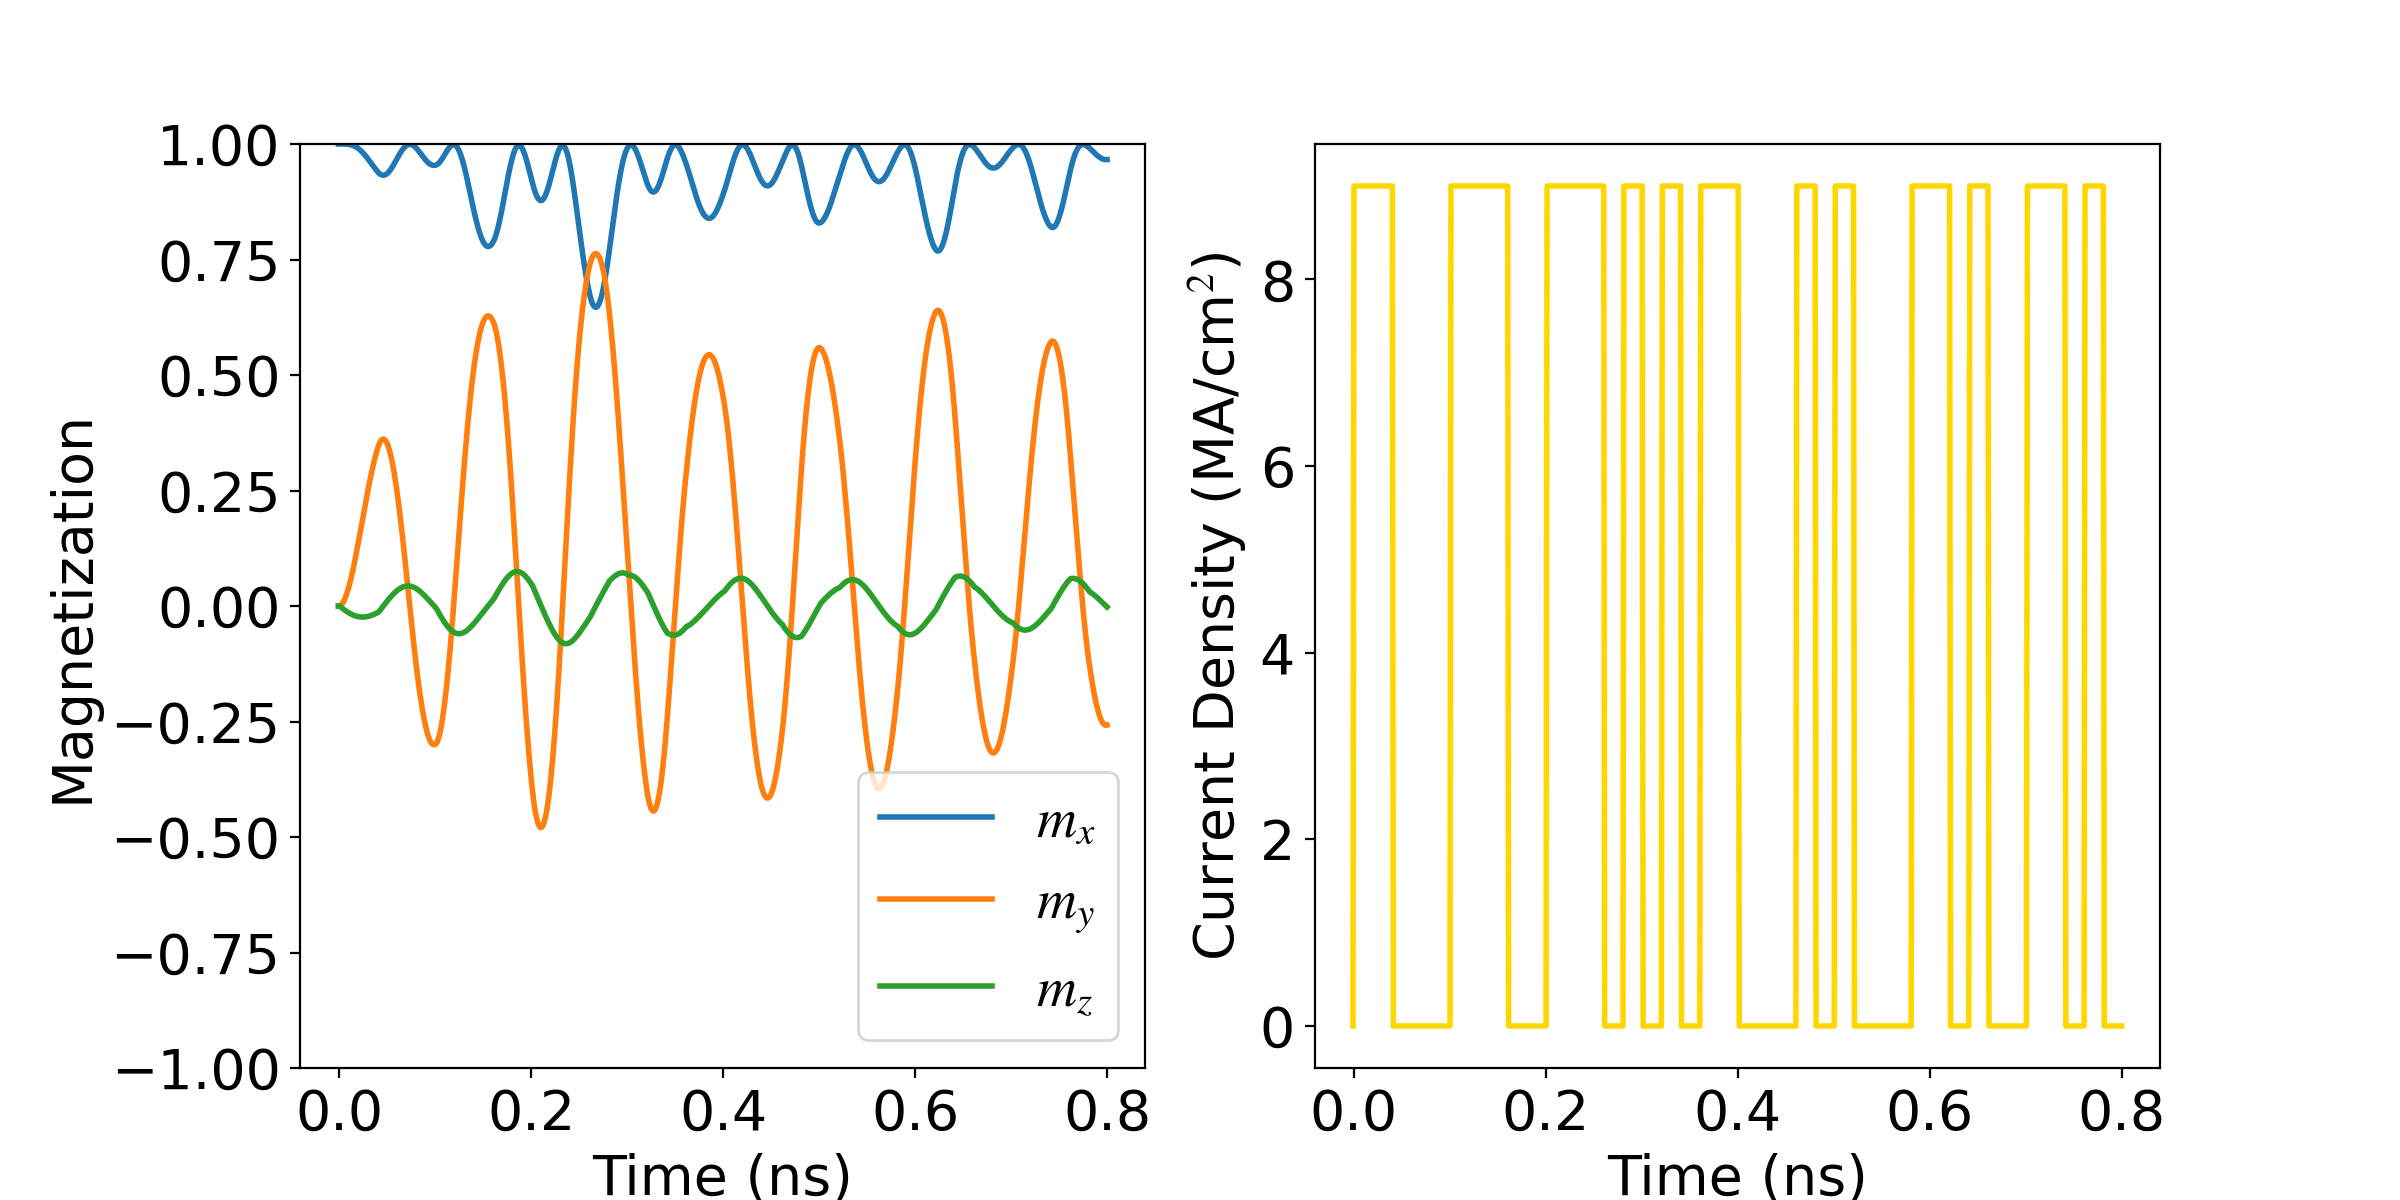 1.00
0.75
0.50
0.25
0.00
−0.25
−0.50
−0.75
−1.00
Magnetization
0.0 0.2 0.4 0.6 0.8
Time (ns)
m_x
m_y
m_z
8
6
4
2
0
Current Density (MA/cm²)
0.0 0.2 0.4 0.6 0.8
Time (ns)